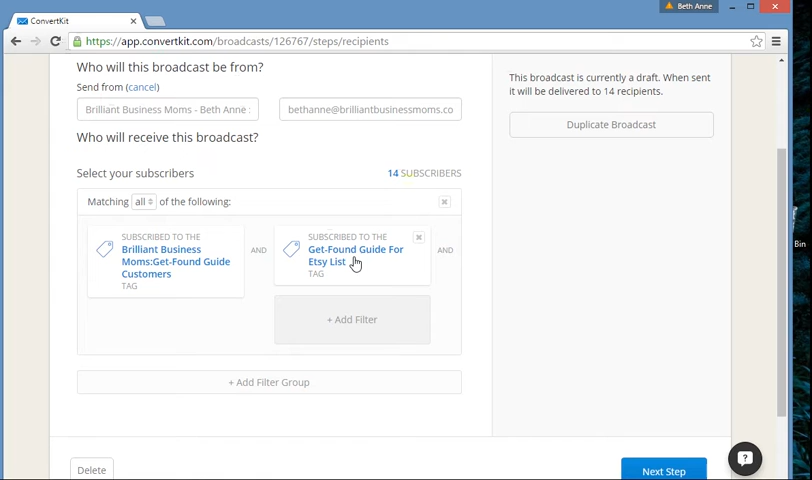 ConvertKit
Beth Anne
https://app.convertkit.com/broadcasts/126767/steps/recipients
Who will this broadcast be from?
Send from (cancel)
Brilliant Business Moms - Beth Anne :
bethanne@brilliantbusinessmoms.co
Who will receive this broadcast?
Select your subscribers
14 SUBSCRIBERS
Matching all of the following:
SUBSCRIBED TO THE
Brilliant Business
Moms:Get-Found Guide
Customers
TAG
AND
SUBSCRIBED TO THE
Get-Found Guide For
Etsy List
TAG
AND
+ Add Filter
+ Add Filter Group
Delete
Next Step
This broadcast is currently a draft. When sent
it will be delivered to 14 recipients.
Duplicate Broadcast
Bin